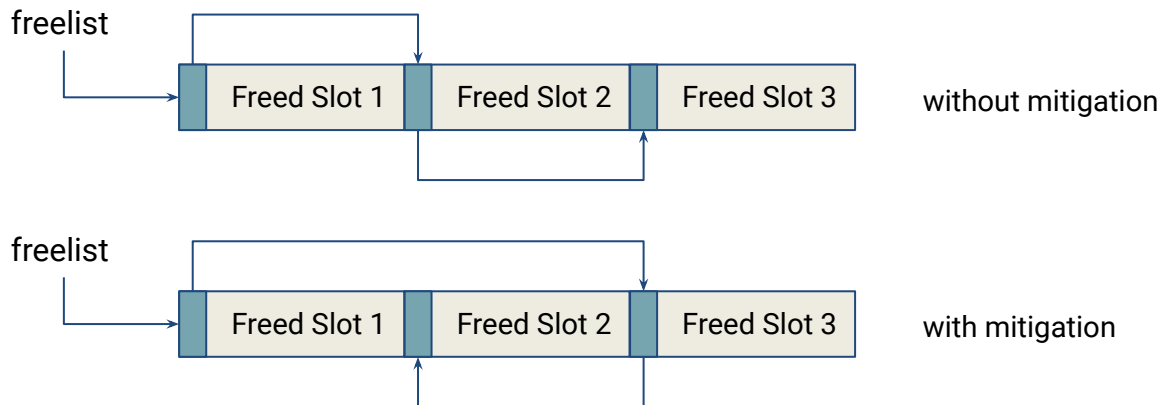 freelist
Freed Slot 1
Freed Slot 2
Freed Slot 3
without mitigation
freelist
Freed Slot 1
Freed Slot 2
Freed Slot 3
with mitigation